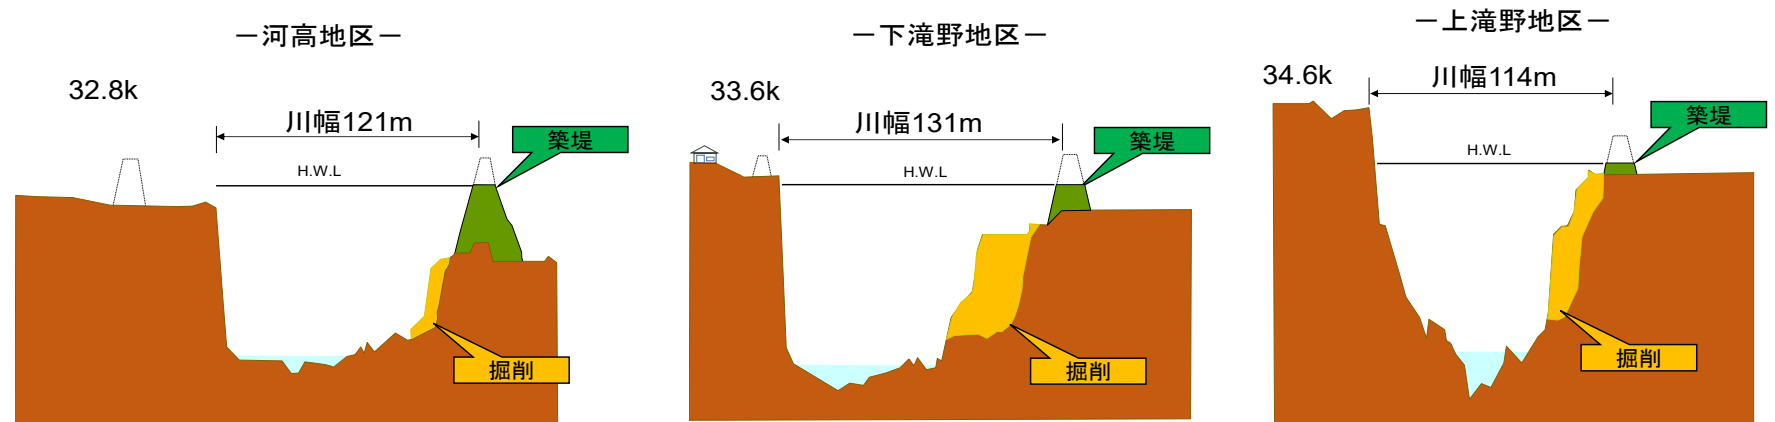 －河高地区－
32.8k
川幅121m
築堤
H.W.L
掘削
－下滝野地区－
33.6k
川幅131m
築堤
H.W.L
掘削
－上滝野地区－
34.6k
川幅114m
築堤
H.W.L
掘削